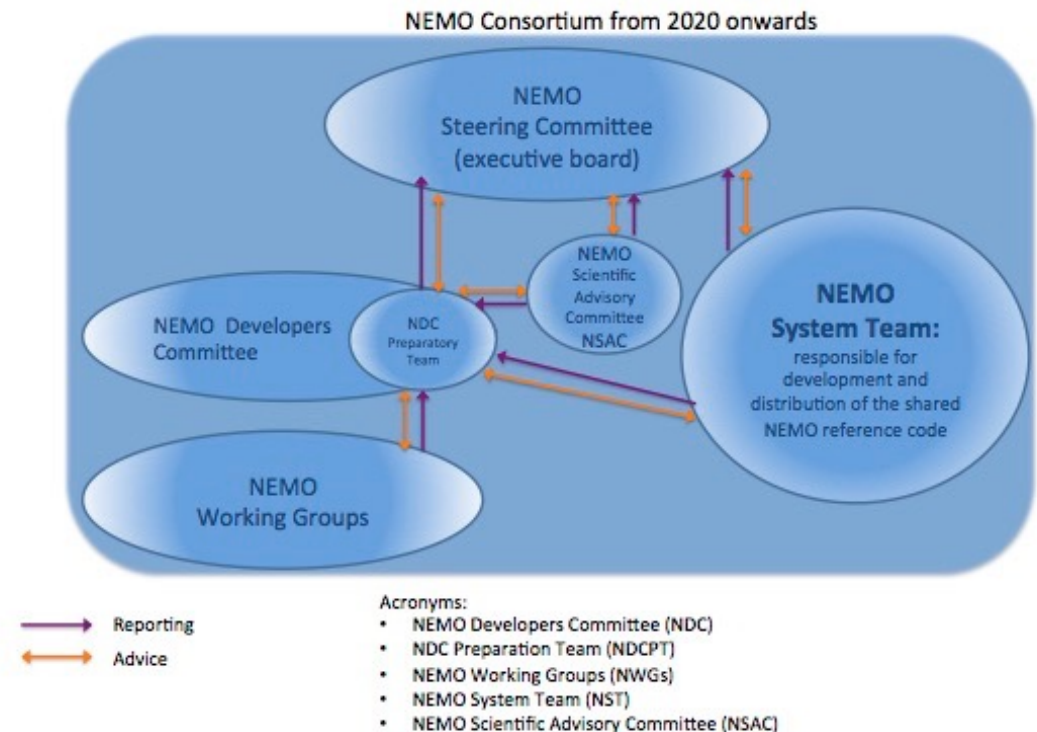 NEMO Consortium from 2020 onwards
NEMO
Steering Committee
(executive board)
NEMO
Scientific
Advisory
Committee
NSAC
NEMO Developers
Committee
NDC
Preparatory
Team
NEMO
System Team:
responsible for
development and
distribution of the shared
NEMO reference code
NEMO
Working Groups
Reporting
Advice
Acronyms:
• NEMO Developers Committee (NDC)
• NDC Preparation Team (NDCPT)
• NEMO Working Groups (NWGs)
• NEMO System Team (NST)
• NEMO Scientific Advisory Committee (NSAC)